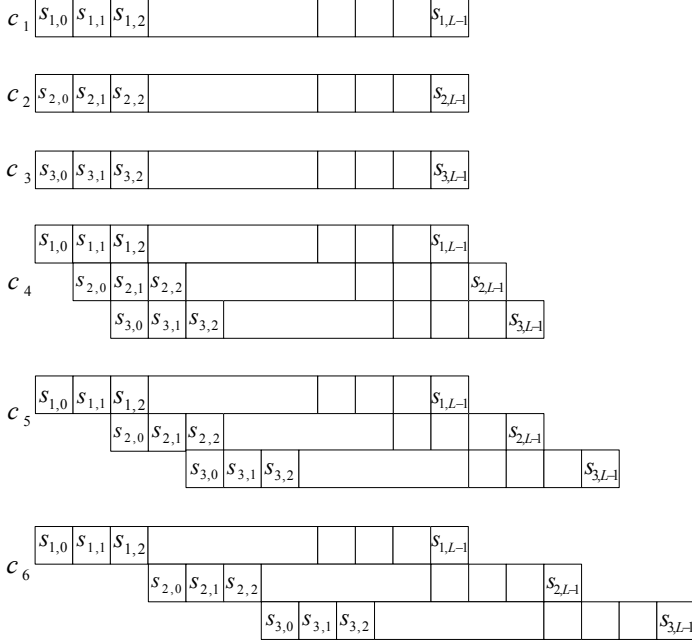 c₁ s₁,₀ s₁,₁ s₁,₂ s₁,L₋₁
c₂ s₂,₀ s₂,₁ s₂,₂ s₂,L₋₁
c₃ s₃,₀ s₃,₁ s₃,₂ s₃,L₋₁
s₁,₀ s₁,₁ s₁,₂ s₁,L₋₁
c₄ s₂,₀ s₂,₁ s₂,₂ s₂,L₋₁
s₃,₀ s₃,₁ s₃,₂ s₃,L₋₁
s₁,₀ s₁,₁ s₁,₂ s₁,L₋₁
c₅ s₂,₀ s₂,₁ s₂,₂ s₂,L₋₁
s₃,₀ s₃,₁ s₃,₂ s₃,L₋₁
s₁,₀ s₁,₁ s₁,₂ s₁,L₋₁
c₆ s₂,₀ s₂,₁ s₂,₂ s₂,L₋₁
s₃,₀ s₃,₁ s₃,₂ s₃,L₋₁